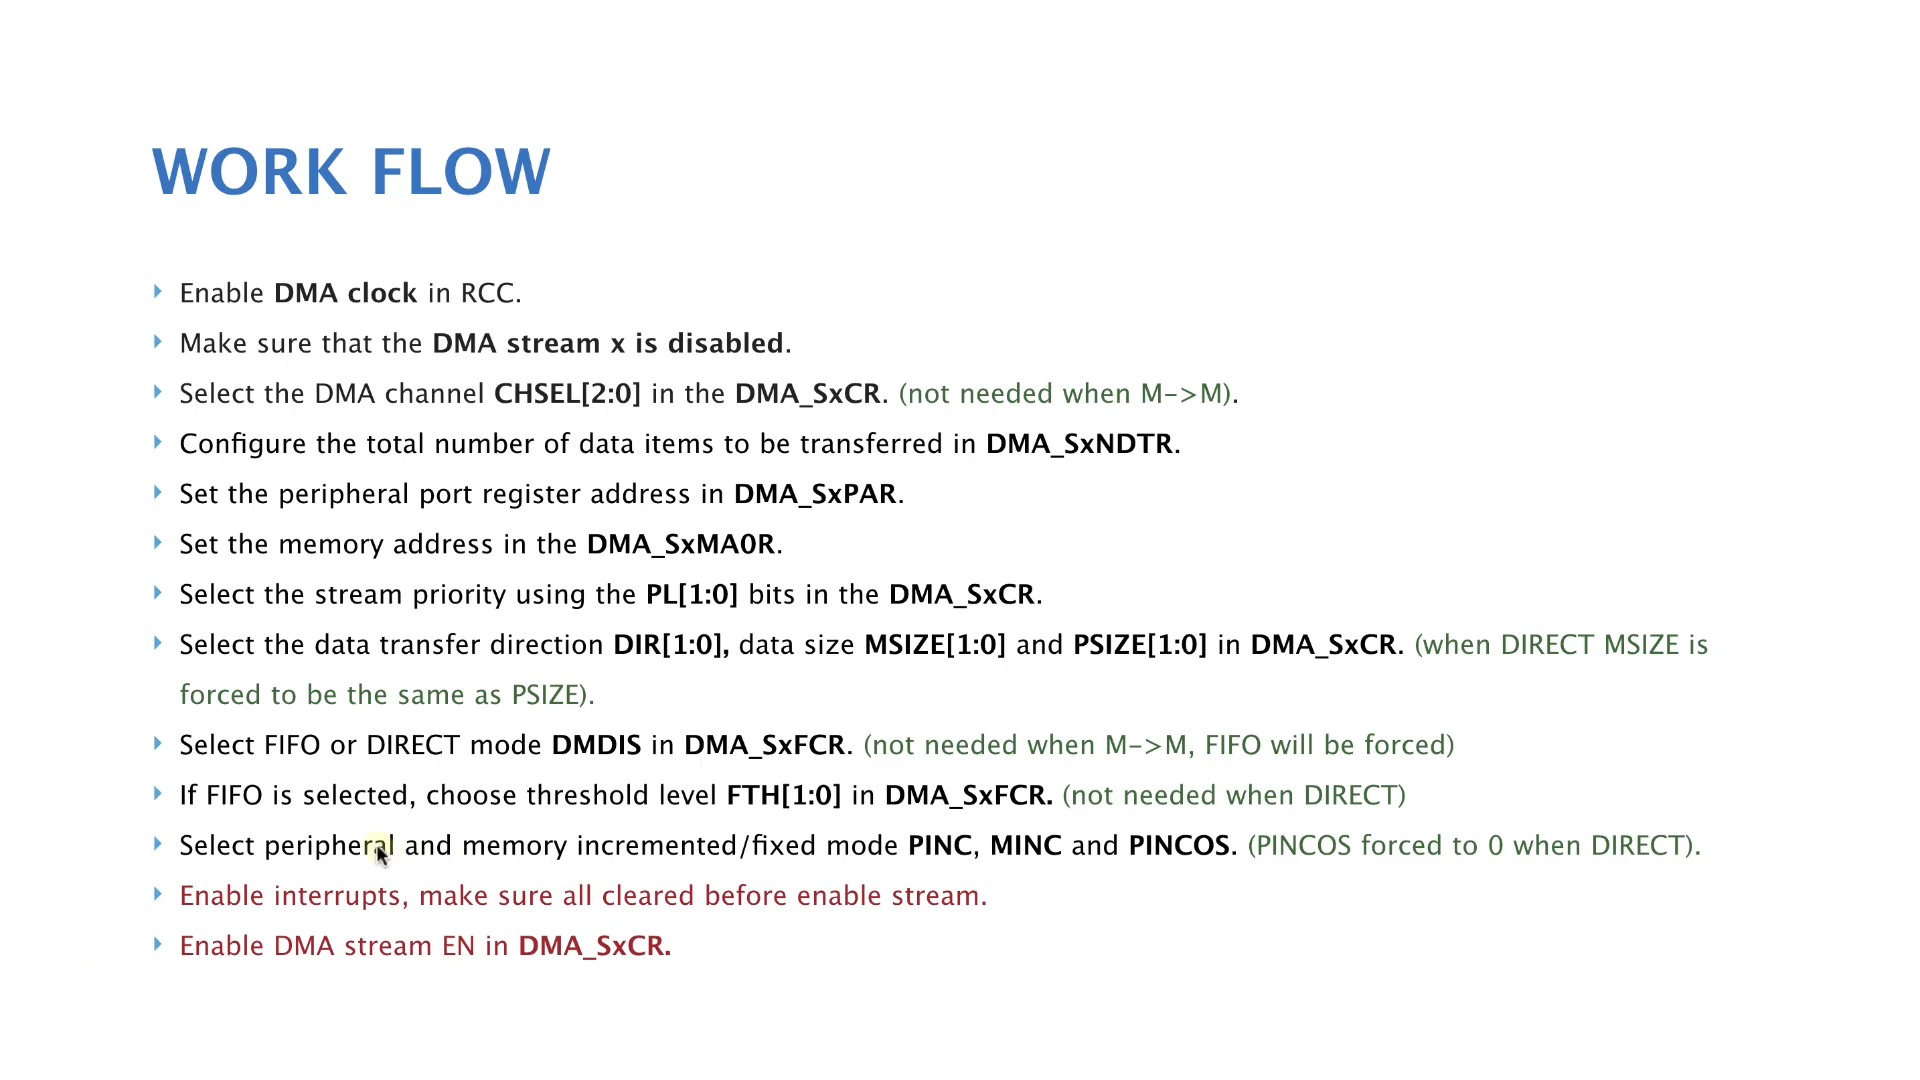 WORK FLOW
Enable DMA clock in RCC.
Make sure that the DMA stream x is disabled.
Select the DMA channel CHSEL[2:0] in the DMA_SxCR. (not needed when M->M).
Configure the total number of data items to be transferred in DMA_SxNDTR.
Set the peripheral port register address in DMA_SxPAR.
Set the memory address in the DMA_SxMA0R.
Select the stream priority using the PL[1:0] bits in the DMA_SxCR.
Select the data transfer direction DIR[1:0], data size MSIZE[1:0] and PSIZE[1:0] in DMA_SxCR. (when DIRECT MSIZE is
forced to be the same as PSIZE).
Select FIFO or DIRECT mode DMDIS in DMA_SxFCR. (not needed when M->M, FIFO will be forced)
If FIFO is selected, choose threshold level FTH[1:0] in DMA_SxFCR. (not needed when DIRECT)
Select peripheral and memory incremented/fixed mode PINC, MINC and PINCOS. (PINCOS forced to 0 when DIRECT).
Enable interrupts, make sure all cleared before enable stream.
Enable DMA stream EN in DMA_SxCR.